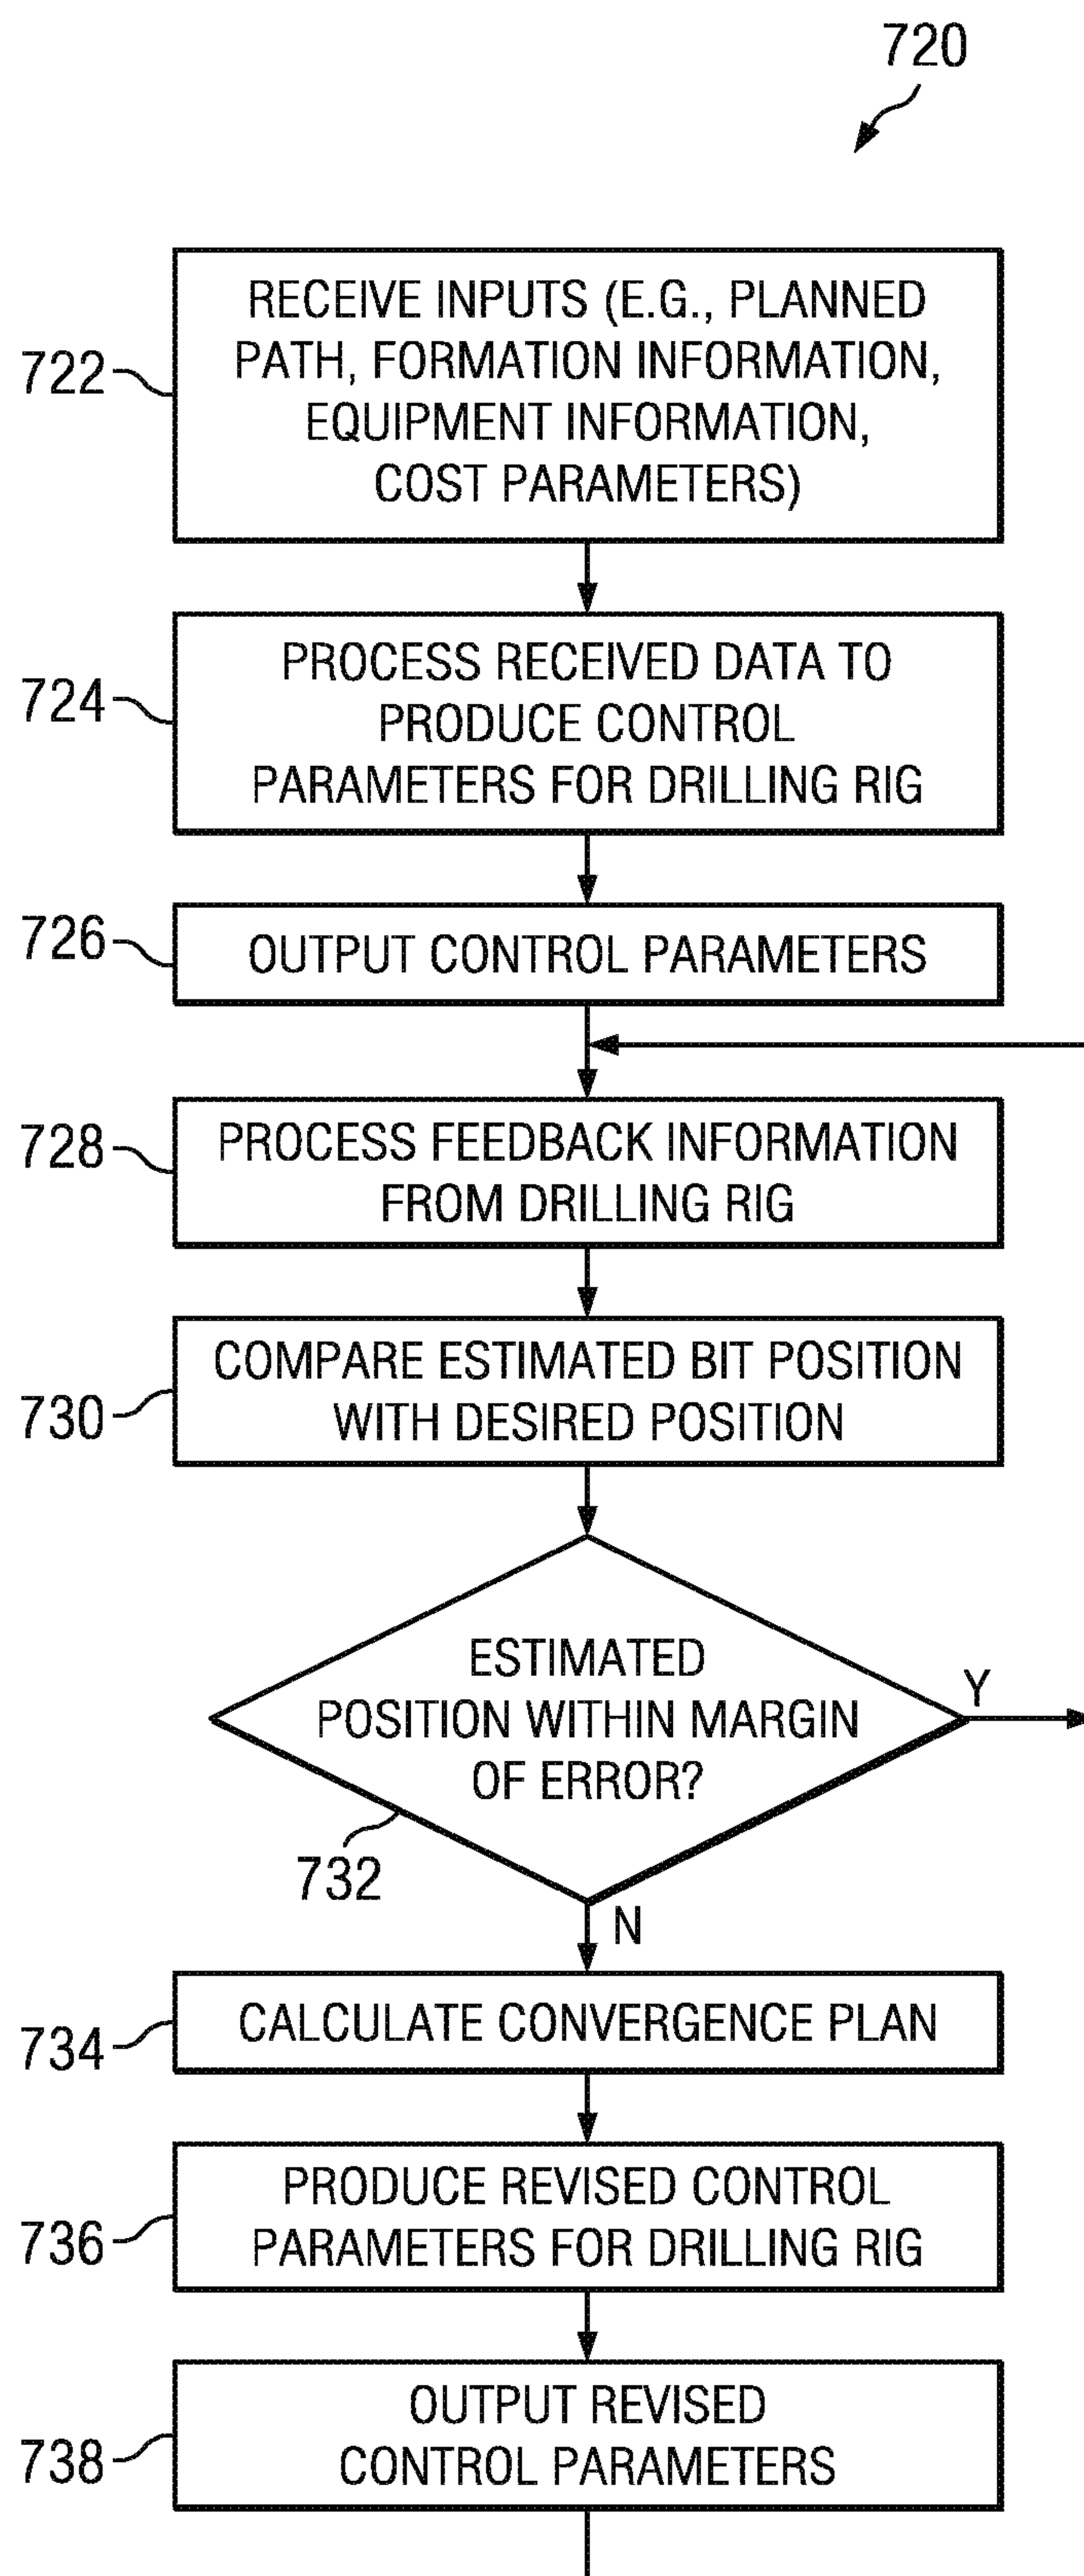 720
722
RECEIVE INPUTS (E.G., PLANNED
PATH, FORMATION INFORMATION,
EQUIPMENT INFORMATION,
COST PARAMETERS)
724
PROCESS RECEIVED DATA TO
PRODUCE CONTROL
PARAMETERS FOR DRILLING RIG
726
OUTPUT CONTROL PARAMETERS
728
PROCESS FEEDBACK INFORMATION
FROM DRILLING RIG
730
COMPARE ESTIMATED BIT POSITION
WITH DESIRED POSITION
ESTIMATED
POSITION WITHIN MARGIN
OF ERROR?
Y
732
N
734
CALCULATE CONVERGENCE PLAN
736
PRODUCE REVISED CONTROL
PARAMETERS FOR DRILLING RIG
738
OUTPUT REVISED
CONTROL PARAMETERS